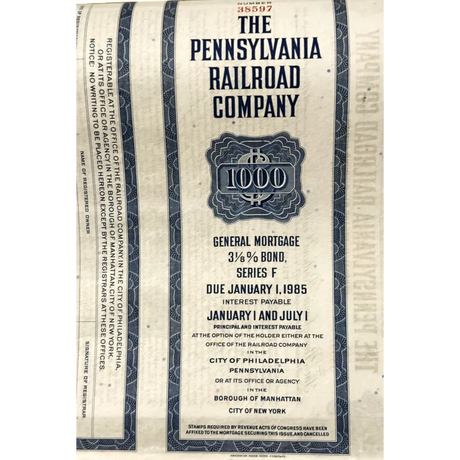 NUMBER
38597
THE
PENNSYLVANIA
RAILROAD
COMPANY
1000
GENERAL MORTGAGE
3⅛% BOND,
SERIES F
DUE JANUARY 1, 1985
INTEREST PAYABLE
JANUARY 1 AND JULY 1
PRINCIPAL AND INTEREST PAYABLE
AT THE OPTION OF THE HOLDER EITHER AT THE
OFFICE OF THE RAILROAD COMPANY
IN THE
CITY OF PHILADELPHIA
PENNSYLVANIA
OR AT ITS OFFICE OR AGENCY
IN THE
BOROUGH OF MANHATTAN
CITY OF NEW YORK
STAMPS REQUIRED BY REVENUE ACTS OF CONGRESS HAVE BEEN
AFFIXED TO THE MORTGAGE SECURING THIS ISSUE, AND CANCELLED
REGISTERABLE AT THE OFFICE OF THE RAILROAD COMPANY, IN THE CITY OF PHILADELPHIA,
OR AT ITS OFFICE OR AGENCY IN THE BOROUGH OF MANHATTAN, CITY OF NEW YORK.
NOTICE: NO WRITING TO BE PLACED HEREON EXCEPT BY THE REGISTRARS AT THESE OFFICES.
NAME OF REGISTERED OWNER
SIGNATURE OF REGISTRAR